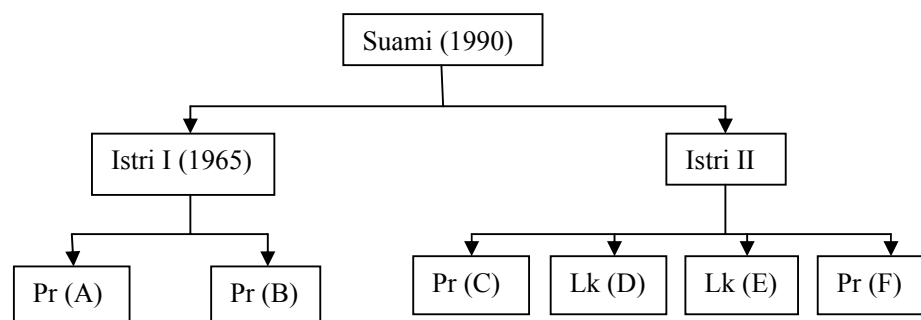 Suami (1990)
Istri I (1965)
Istri II
Pr (A)
Pr (B)
Pr (C)
Lk (D)
Lk (E)
Pr (F)